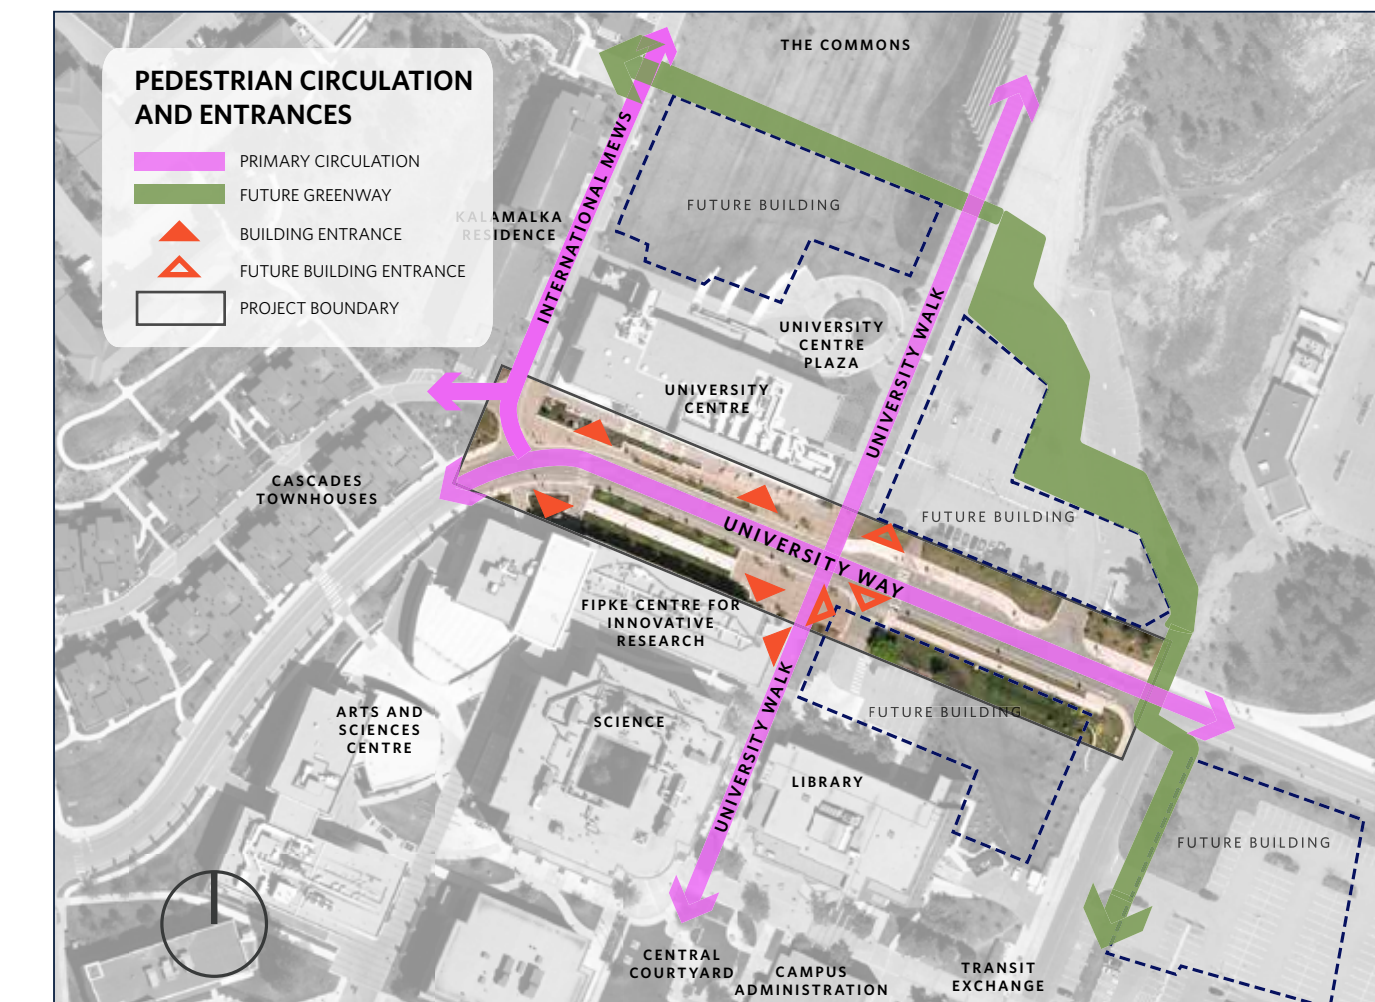 PEDESTRIAN CIRCULATION
AND ENTRANCES
PRIMARY CIRCULATION
FUTURE GREENWAY
BUILDING ENTRANCE
FUTURE BUILDING ENTRANCE
PROJECT BOUNDARY
THE COMMONS
INTERNATIONAL MEWS
KALAMALKA
RESIDENCE
FUTURE BUILDING
UNIVERSITY
CENTRE
PLAZA
UNIVERSITY WALK
UNIVERSITY
CENTRE
CASCADES
TOWNHOUSES
FUTURE BUILDING
UNIVERSITY WAY
FIPKE CENTRE FOR
INNOVATIVE
RESEARCH
ARTS AND
SCIENCES
CENTRE
SCIENCE
UNIVERSITY WALK
FUTURE BUILDING
LIBRARY
FUTURE BUILDING
CENTRAL
COURTYARD
CAMPUS
ADMINISTRATION
TRANSIT
EXCHANGE